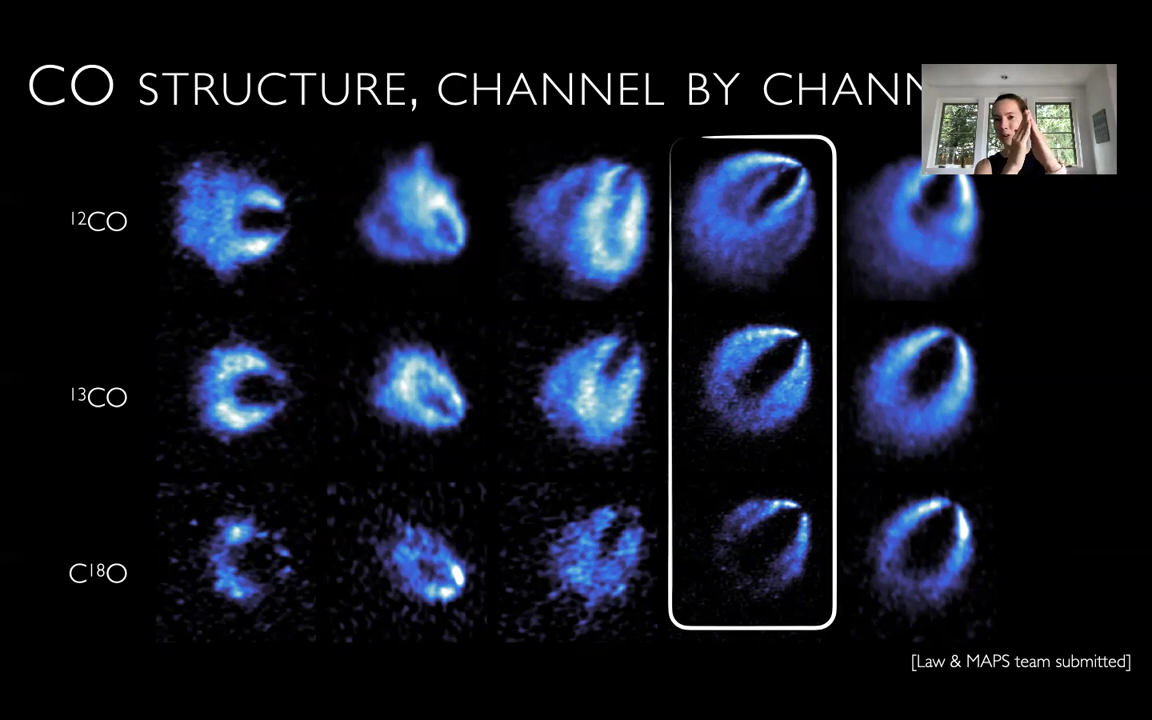 CO STRUCTURE, CHANNEL BY CHANN
¹²CO
¹³CO
C¹⁸O
[Law & MAPS team submitted]